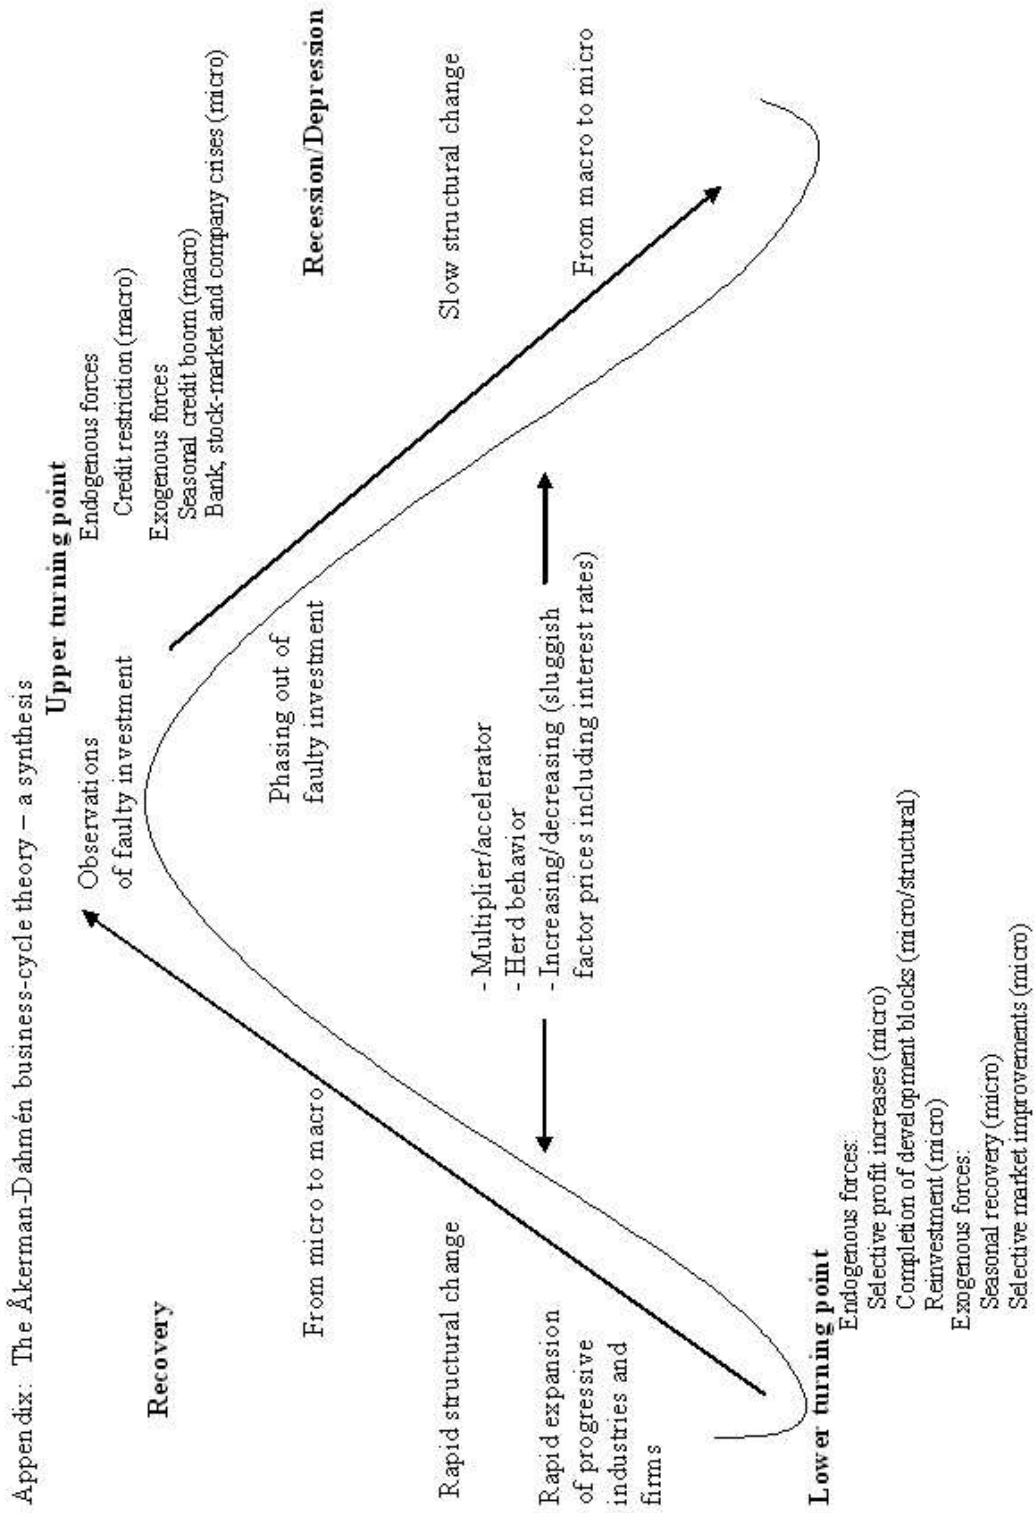 Appendix: The Åkerman-Dahmén business-cycle theory – a synthesis
Upper turning point
Observations
of faulty investment
Endogenous forces
Credit restriction (macro)
Exogenous forces
Seasonal credit boom (macro)
Bank, stock-market and company crises (micro)
Recovery
Recession/Depression
Phasing out of
faulty investment
From micro to macro
Rapid structural change
Slow structural change
- Multiplier/accelerator
- Herd behavior
- Increasing/decreasing (sluggish
factor prices including interest rates)
Rapid expansion
of progressive
industries and
firms
From macro to micro
Lower turning point
Endogenous forces:
Selective profit increases (micro)
Completion of development blocks (micro/structural)
Reinvestment (micro)
Exogenous forces:
Seasonal recovery (micro)
Selective market improvements (micro)